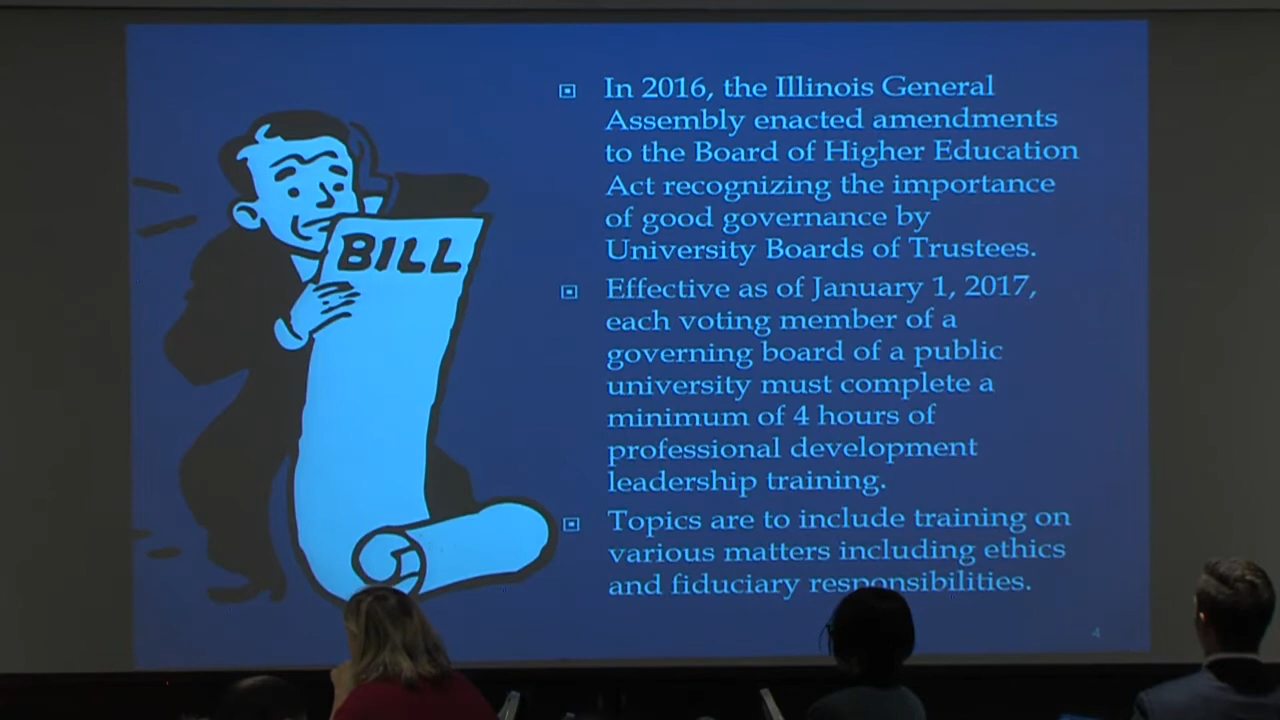 BILL
In 2016, the Illinois General
Assembly enacted amendments
to the Board of Higher Education
Act recognizing the importance
of good governance by
University Boards of Trustees.
Effective as of January 1, 2017,
each voting member of a
governing board of a public
university must complete a
minimum of 4 hours of
professional development
leadership training.
Topics are to include training on
various matters including ethics
and fiduciary responsibilities.
4